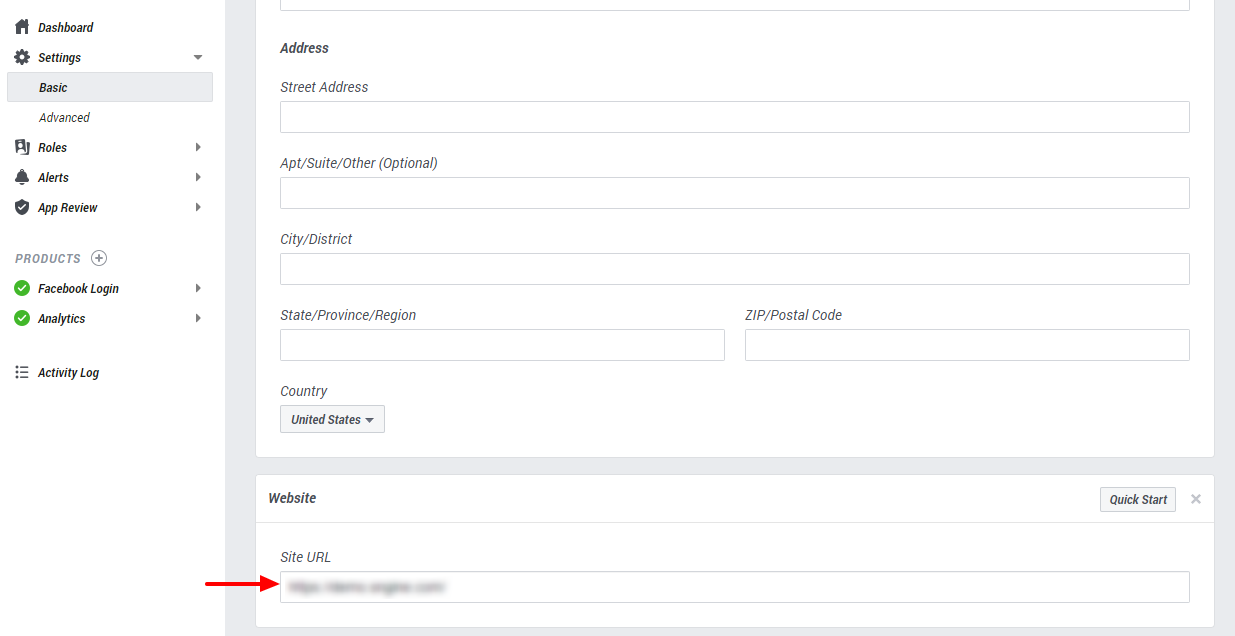 Dashboard
Settings
Basic
Advanced
Roles
Alerts
App Review
PRODUCTS
Facebook Login
Analytics
Activity Log
Address
Street Address
Apt/Suite/Other (Optional)
City/District
State/Province/Region
ZIP/Postal Code
Country
United States
Website
Quick Start
Site URL